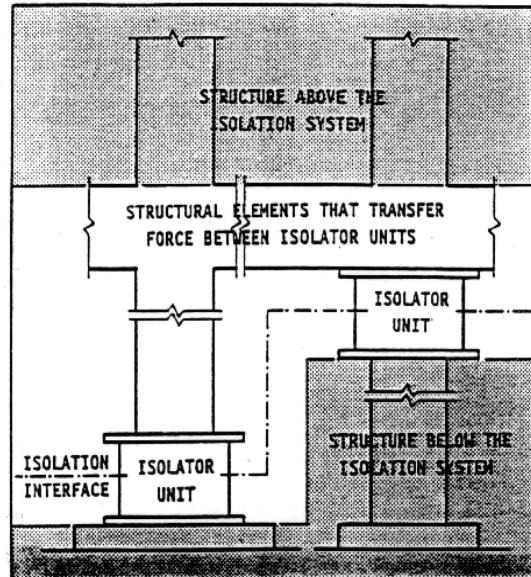 STRUCTURE ABOVE THE
ISOLATION SYSTEM
STRUCTURAL ELEMENTS THAT TRANSFER
FORCE BETWEEN ISOLATOR UNITS
ISOLATOR
UNIT
STRUCTURE BELOW THE
ISOLATION SYSTEM
ISOLATION
INTERFACE
ISOLATOR
UNIT